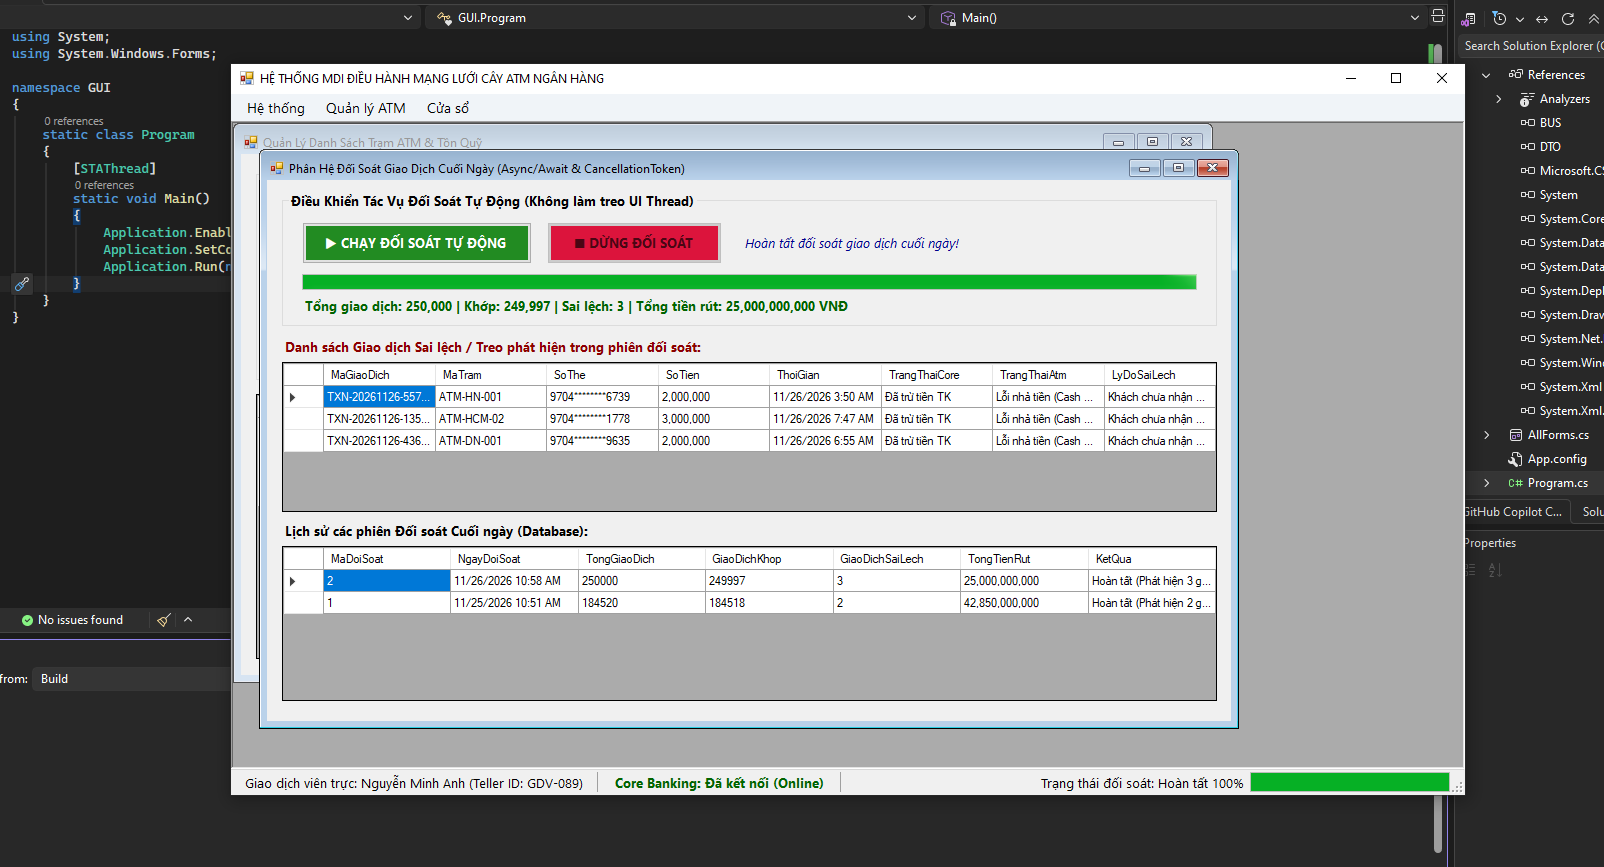 GUI.Program
Main()
using System;
using System.Windows.Forms;
namespace GUI
{
0 references
static class Program
{
[STAThread]
0 references
static void Main()
{
Application.Enabl
Application.SetCo
Application.Run(
}
}
}
No issues found
from: Build
HỆ THỐNG MDI ĐIỀU HÀNH MẠNG LƯỚI CÂY ATM NGÂN HÀNG
Hệ thống Quản lý ATM Cửa sổ
Quản Lý Danh Sách Trạm ATM & Tồn Quỹ
Phân Hệ Đối Soát Giao Dịch Cuối Ngày (Async/Await & CancellationToken)
Điều Khiển Tác Vụ Đối Soát Tự Động (Không làm treo UI Thread)
▶ CHẠY ĐỐI SOÁT TỰ ĐỘNG
■ DỪNG ĐỐI SOÁT
Hoàn tất đối soát giao dịch cuối ngày!
Tổng giao dịch: 250,000 | Khớp: 249,997 | Sai lệch: 3 | Tổng tiền rút: 25,000,000,000 VNĐ
Danh sách Giao dịch Sai lệch / Treo phát hiện trong phiên đối soát:
MaGiaoDich MaTram SoThe SoTien ThoiGian TrangThaiCore TrangThaiAtm LyDoSaiLech
TXN-20261126-557... ATM-HN-001 9704********6739 2,000,000 11/26/2026 3:50 AM Đã trừ tiền TK Lỗi nhả tiền (Cash ... Khách chưa nhận ...
TXN-20261126-135... ATM-HCM-02 9704********1778 3,000,000 11/26/2026 7:47 AM Đã trừ tiền TK Lỗi nhả tiền (Cash ... Khách chưa nhận ...
TXN-20261126-436... ATM-DN-001 9704********9635 2,000,000 11/26/2026 6:55 AM Đã trừ tiền TK Lỗi nhả tiền (Cash ... Khách chưa nhận ...
Lịch sử các phiên Đối soát Cuối ngày (Database):
MaDoiSoat NgayDoiSoat TongGiaoDich GiaoDichKhop GiaoDichSaiLech TongTienRut KetQua
2 11/26/2026 10:58 AM 250000 249997 3 25,000,000,000 Hoàn tất (Phát hiện 3 g...
1 11/25/2026 10:51 AM 184520 184518 2 42,850,000,000 Hoàn tất (Phát hiện 2 g...
Giao dịch viên trực: Nguyễn Minh Anh (Teller ID: GDV-089)
Core Banking: Đã kết nối (Online)
Trạng thái đối soát: Hoàn tất 100%
Search Solution Explorer (C
References
Analyzers
BUS
DTO
Microsoft.CS
System
System.Core
System.Data
System.Data
System.Depl
System.Draw
System.Net.
System.Wind
System.Xml
System.Xml.
AllForms.cs
App.config
C# Program.cs
GitHub Copilot C... Solu
Properties